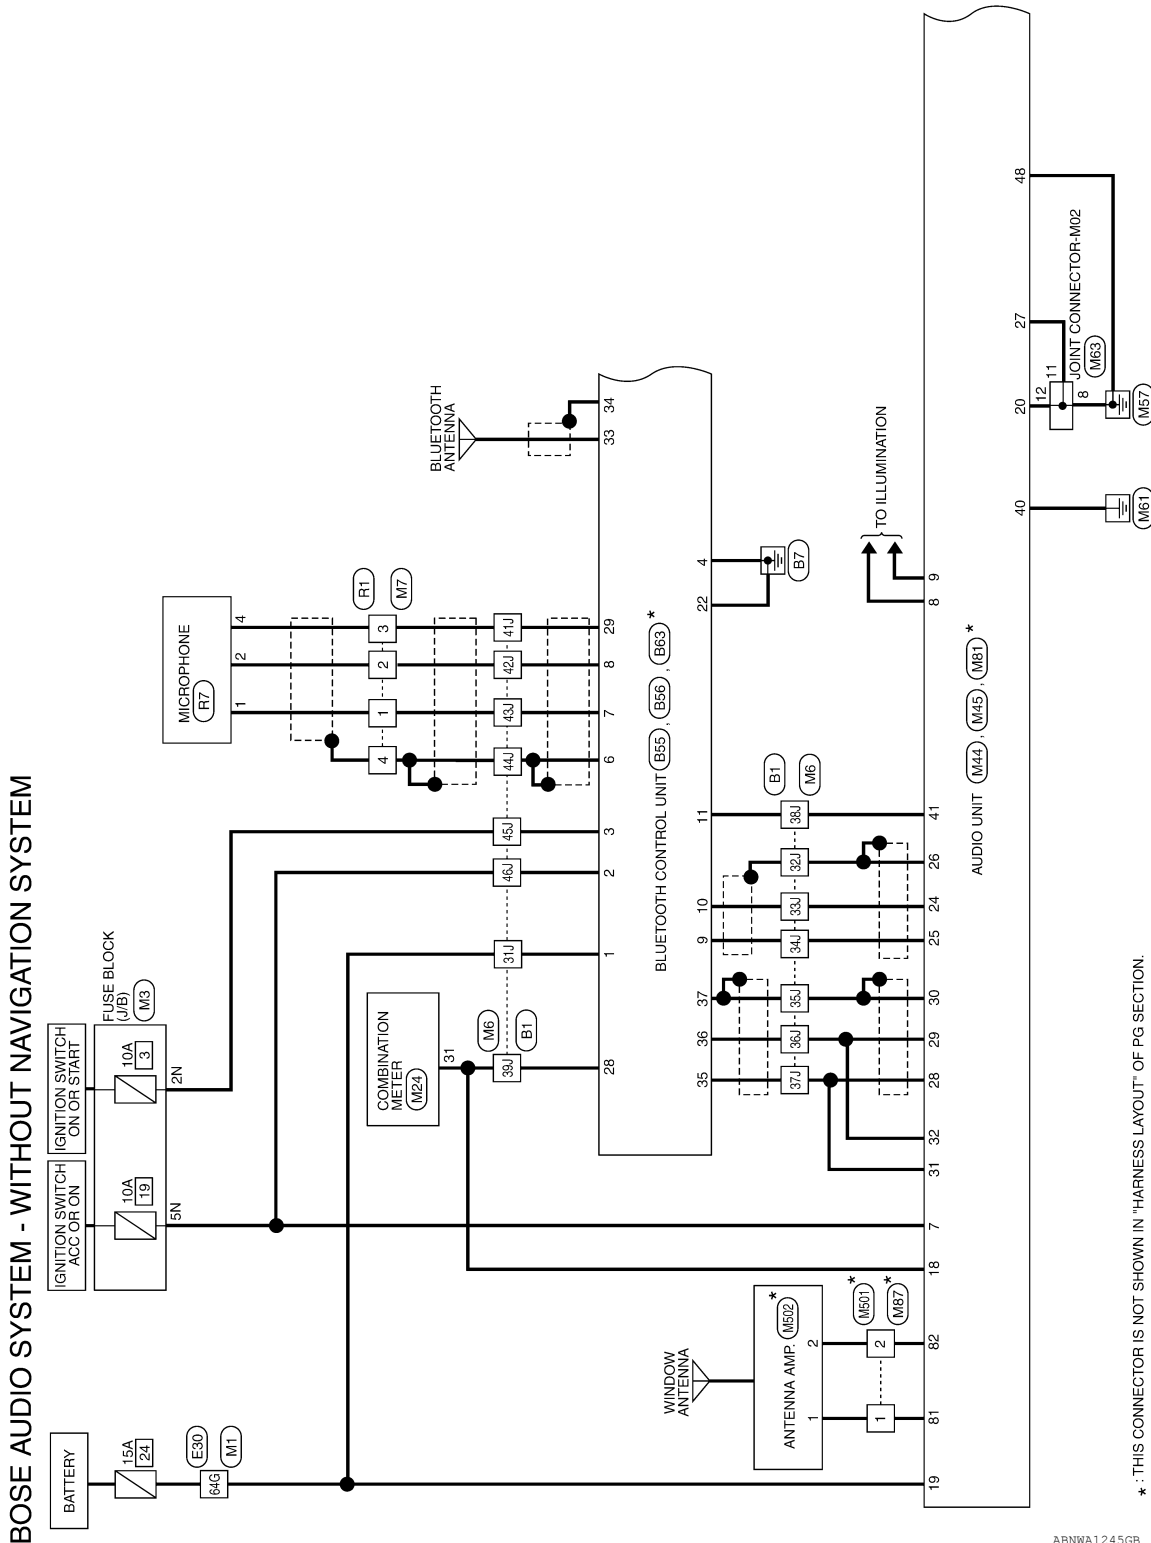 BOSE AUDIO SYSTEM - WITHOUT NAVIGATION SYSTEM
BATTERY
15A
24
64G
E30
M1
IGNITION SWITCH
ACC OR ON
IGNITION SWITCH
ON OR START
10A
19
10A
3
FUSE BLOCK
(J/B)
M3
5N
2N
MICROPHONE
R7
1
2
4
4
1
2
3
R1
M7
COMBINATION
METER
M24
31
M6
B1
39J
31J
46J
45J
44J
43J
42J
41J
BLUETOOTH
ANTENNA
28
1
2
3
6
7
8
29
33
34
BLUETOOTH CONTROL UNIT B55 , B56 , B63 *
35
36
37
9
10
11
22
4
B7
37J
36J
35J
34J
33J
32J
38J
B1
M6
WINDOW
ANTENNA
ANTENNA AMP.
M502 *
1
2
1
2
M501 *
M87 *
TO ILLUMINATION
19
81
82
18
7
31
32
28
29
30
25
24
26
41
8
9
AUDIO UNIT M44 , M45 , M81 *
40
20
27
48
12
11
8
JOINT CONNECTOR-M02
M63
M61
M57
* : THIS CONNECTOR IS NOT SHOWN IN "HARNESS LAYOUT" OF PG SECTION.
ABNWA1245GB